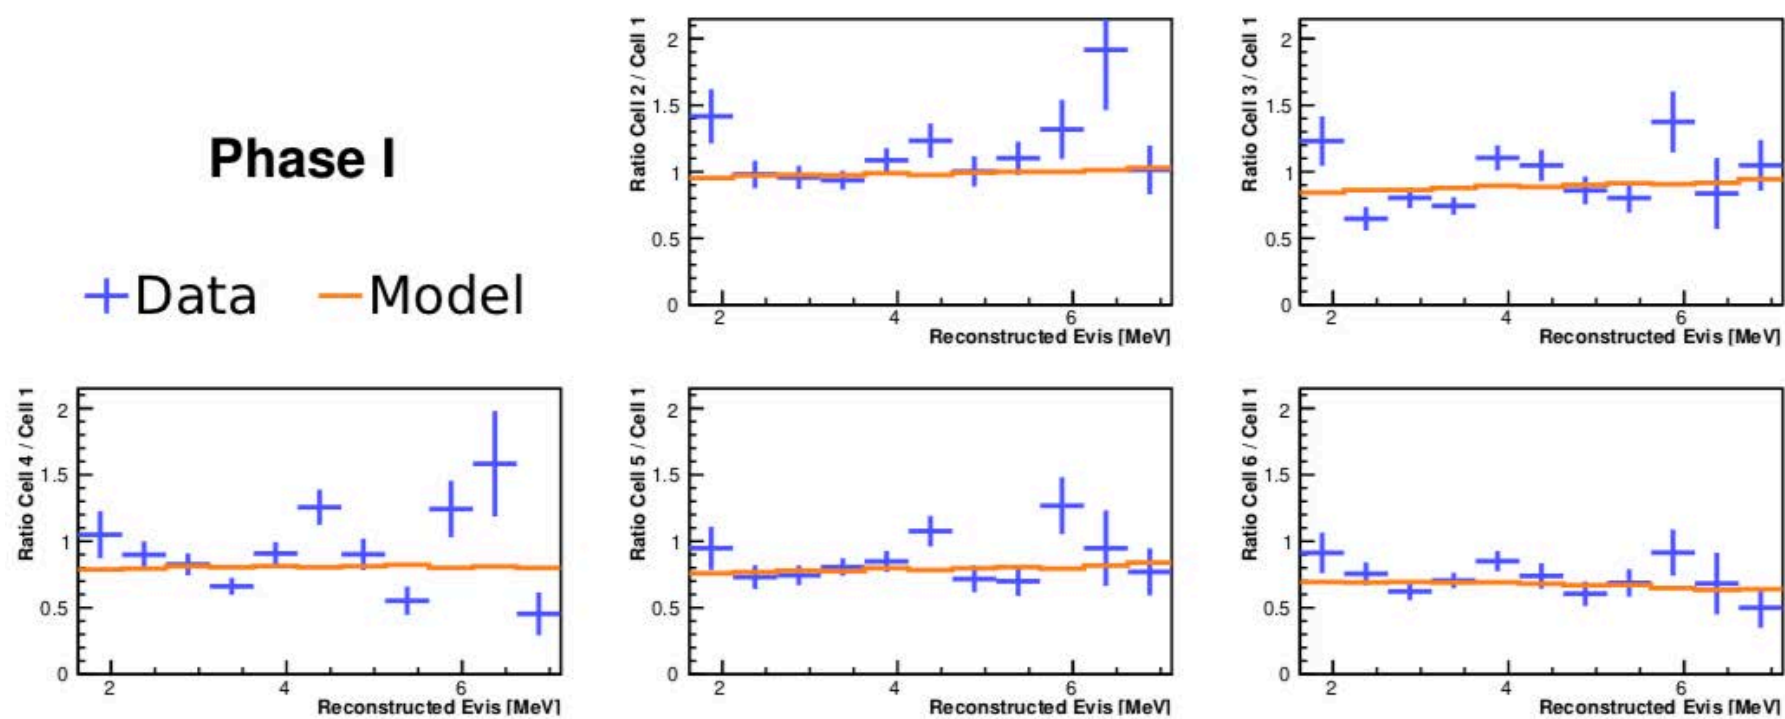 Phase I
Data
Model
Ratio Cell 2 / Cell 1
2
1.5
1
0.5
0
2 4 6
Reconstructed Evis [MeV]
Ratio Cell 3 / Cell 1
2
1.5
1
0.5
0
2 4 6
Reconstructed Evis [MeV]
Ratio Cell 4 / Cell 1
2
1.5
1
0.5
0
2 4 6
Reconstructed Evis [MeV]
Ratio Cell 5 / Cell 1
2
1.5
1
0.5
0
2 4 6
Reconstructed Evis [MeV]
Ratio Cell 6 / Cell 1
2
1.5
1
0.5
0
2 4 6
Reconstructed Evis [MeV]